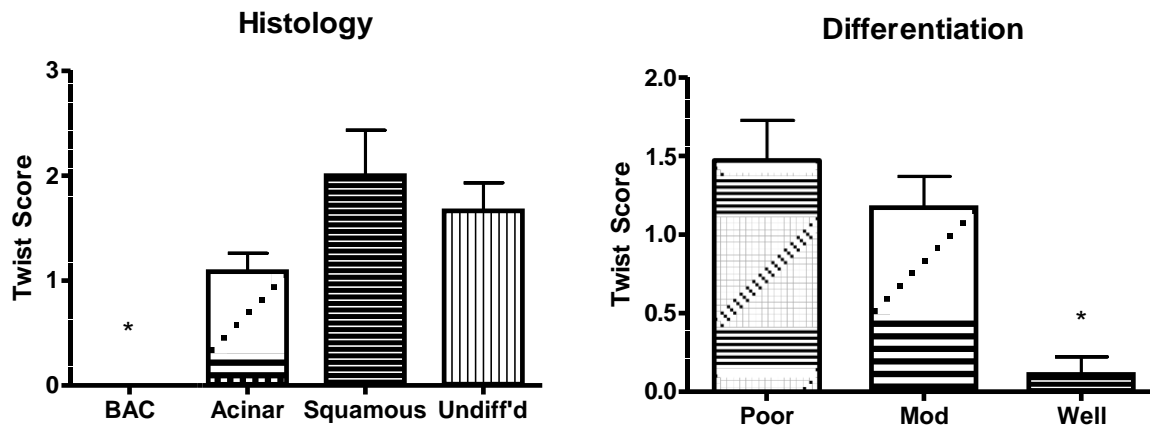 Histology
Twist Score
3
2
1
0
*
BAC Acinar Squamous Undiff'd
Differentiation
Twist Score
2.0
1.5
1.0
0.5
0.0
*
Poor Mod Well